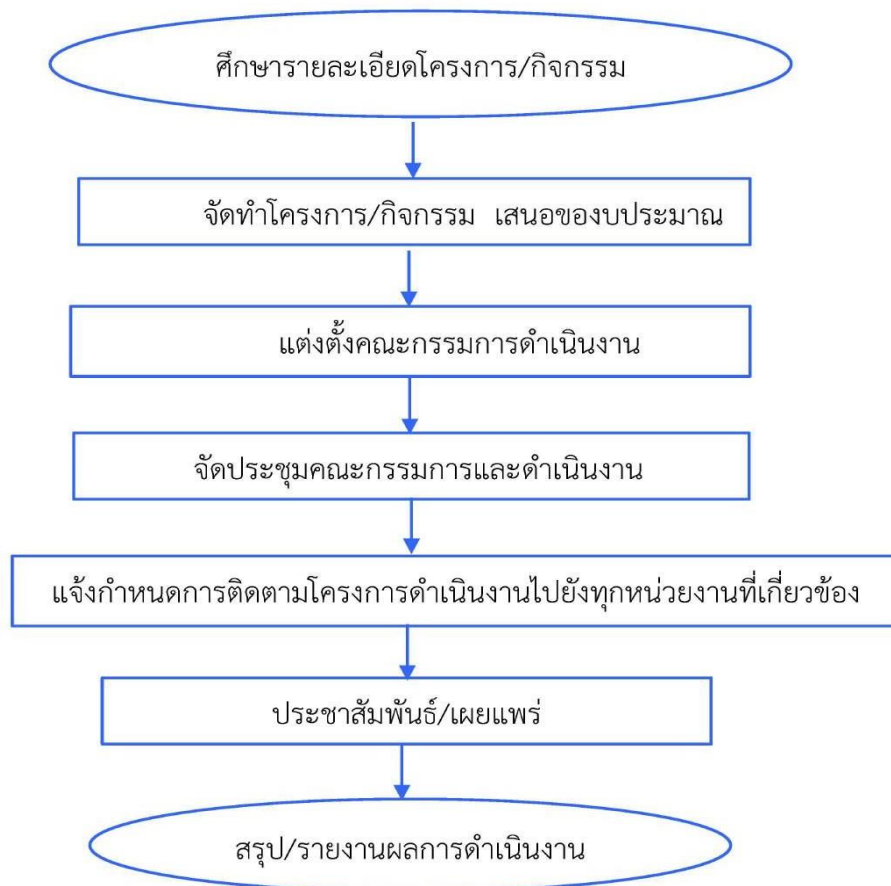 ศึกษารายละเอียดโครงการ/กิจกรรม
จัดทำโครงการ/กิจกรรม เสนอของบประมาณ
แต่งตั้งคณะกรรมการดำเนินงาน
จัดประชุมคณะกรรมการและดำเนินงาน
แจ้งกำหนดการติดตามโครงการดำเนินงานไปยังทุกหน่วยงานที่เกี่ยวข้อง
ประชาสัมพันธ์/เผยแพร่
สรุป/รายงานผลการดำเนินงาน